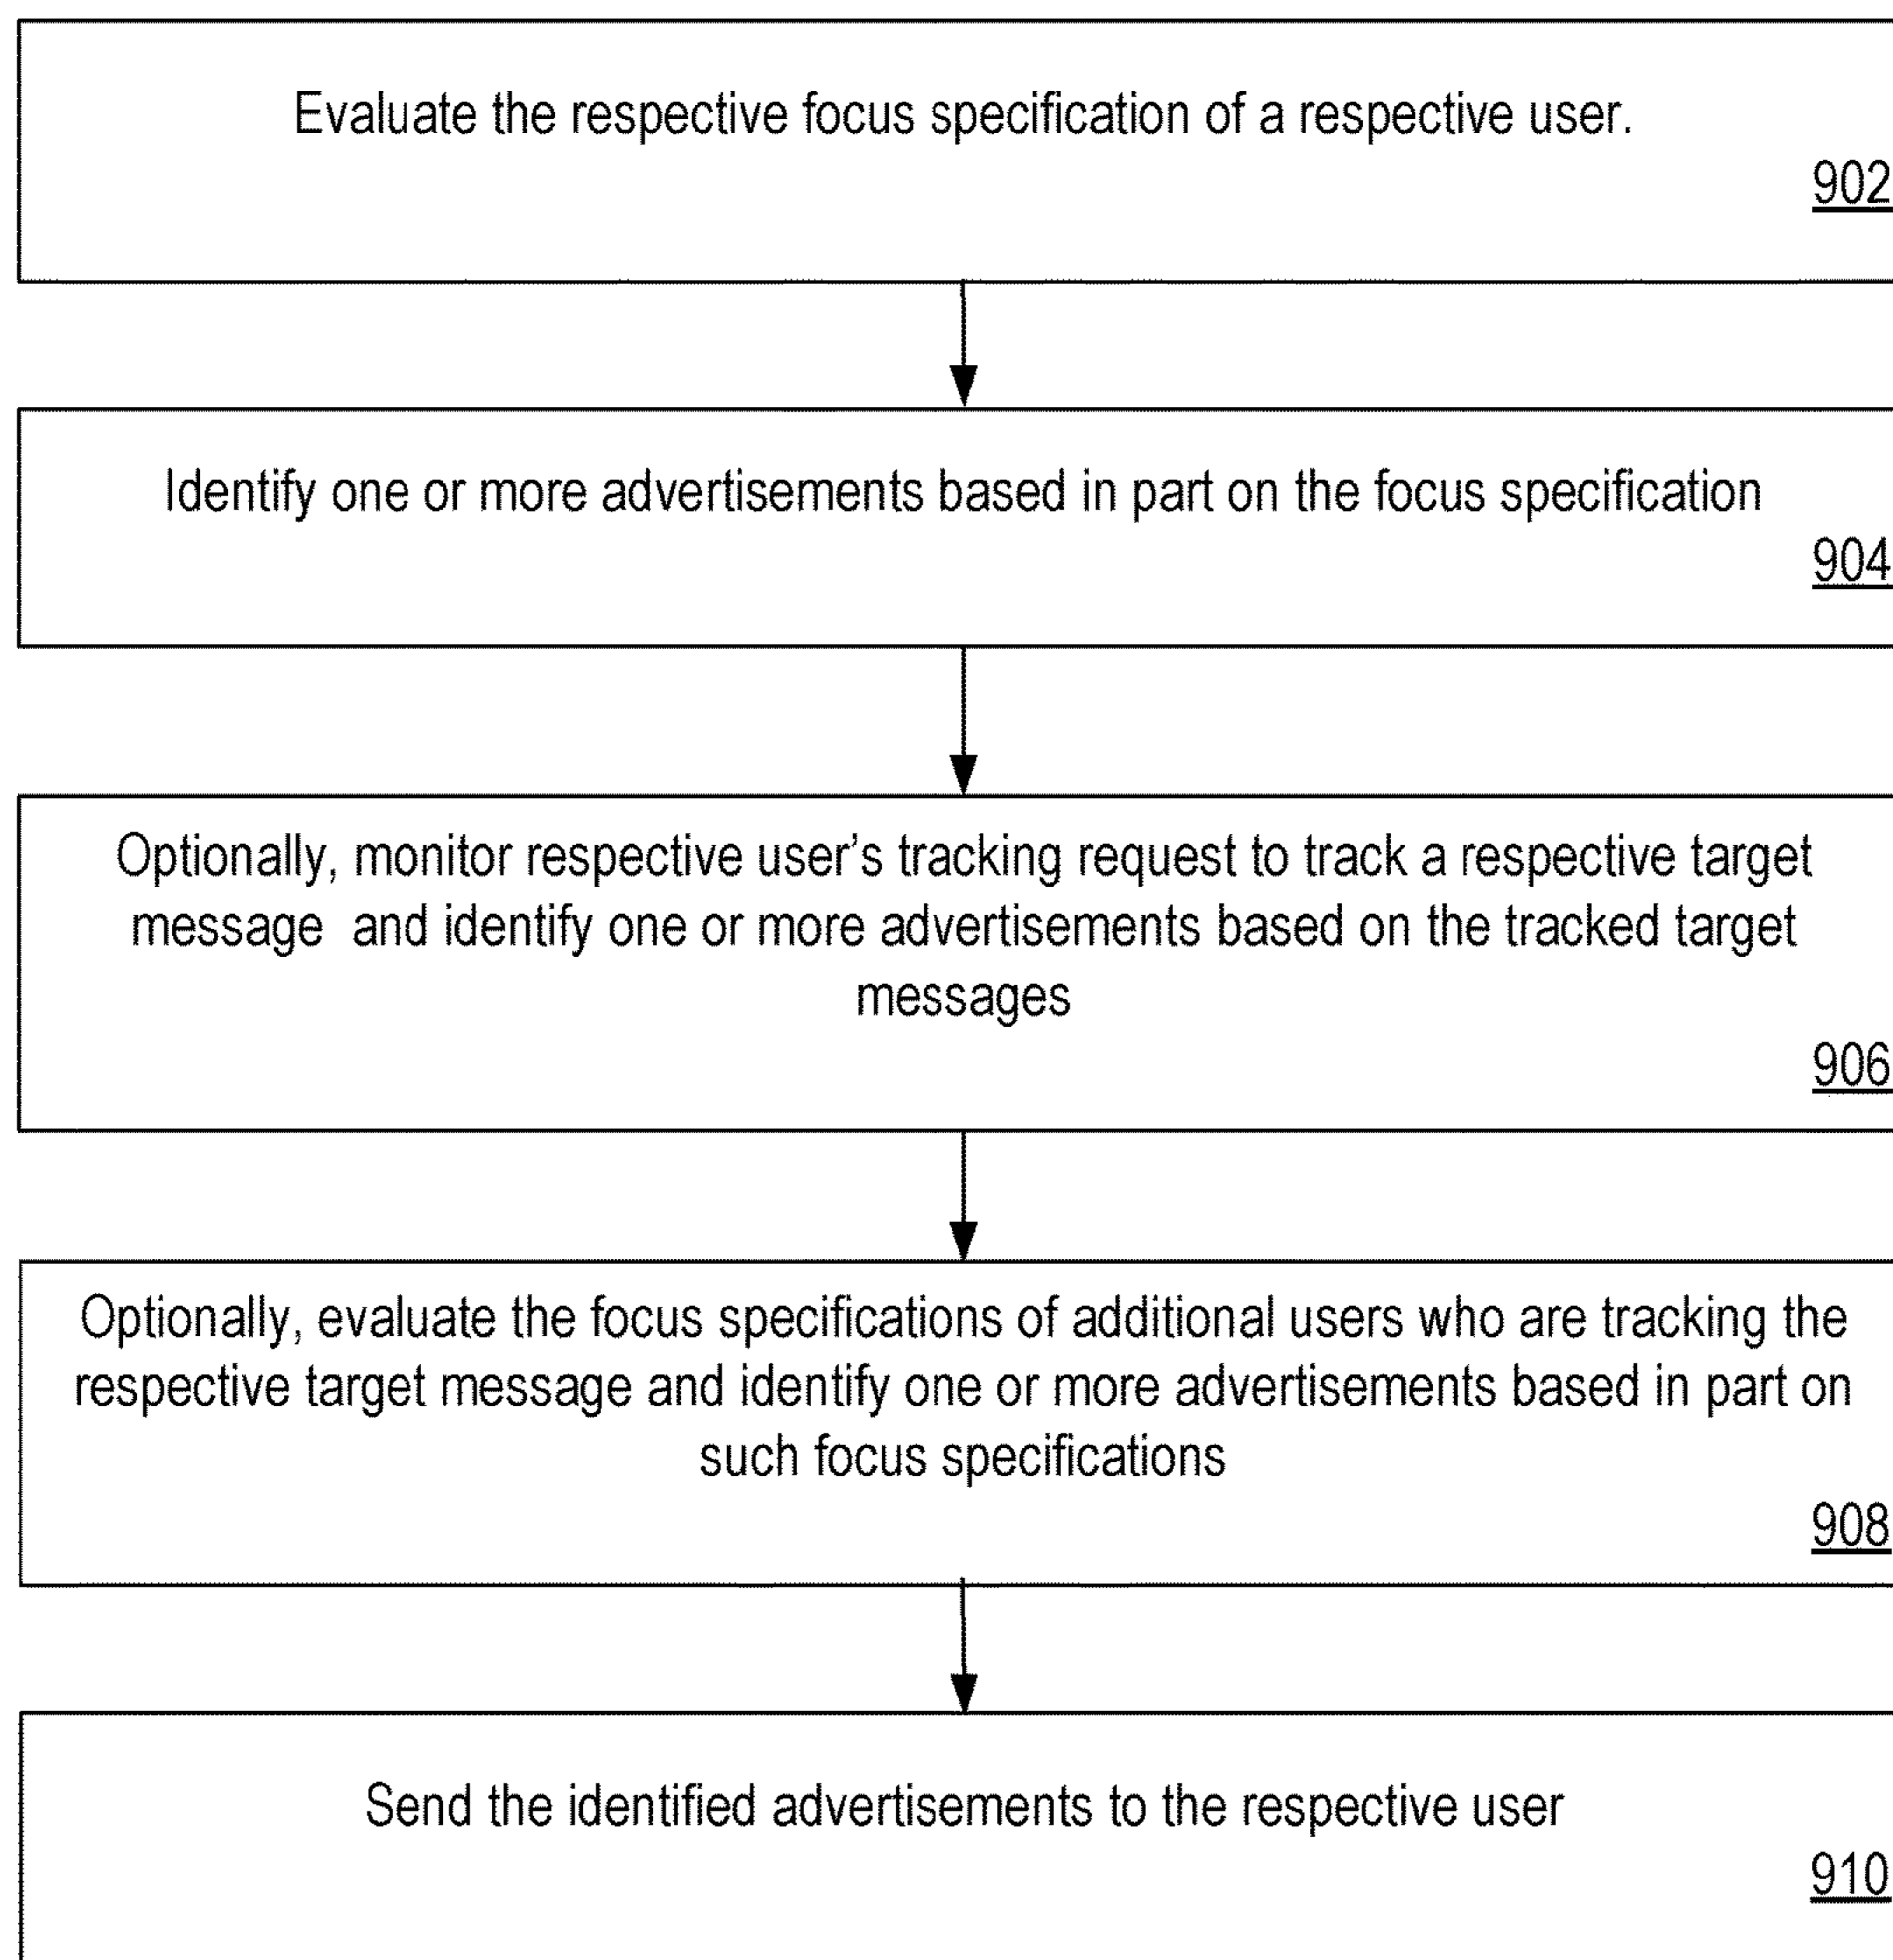 Evaluate the respective focus specification of a respective user.
902
Identify one or more advertisements based in part on the focus specification
904
Optionally, monitor respective user's tracking request to track a respective target
message and identify one or more advertisements based on the tracked target
messages
906
Optionally, evaluate the focus specifications of additional users who are tracking the
respective target message and identify one or more advertisements based in part on
such focus specifications
908
Send the identified advertisements to the respective user
910